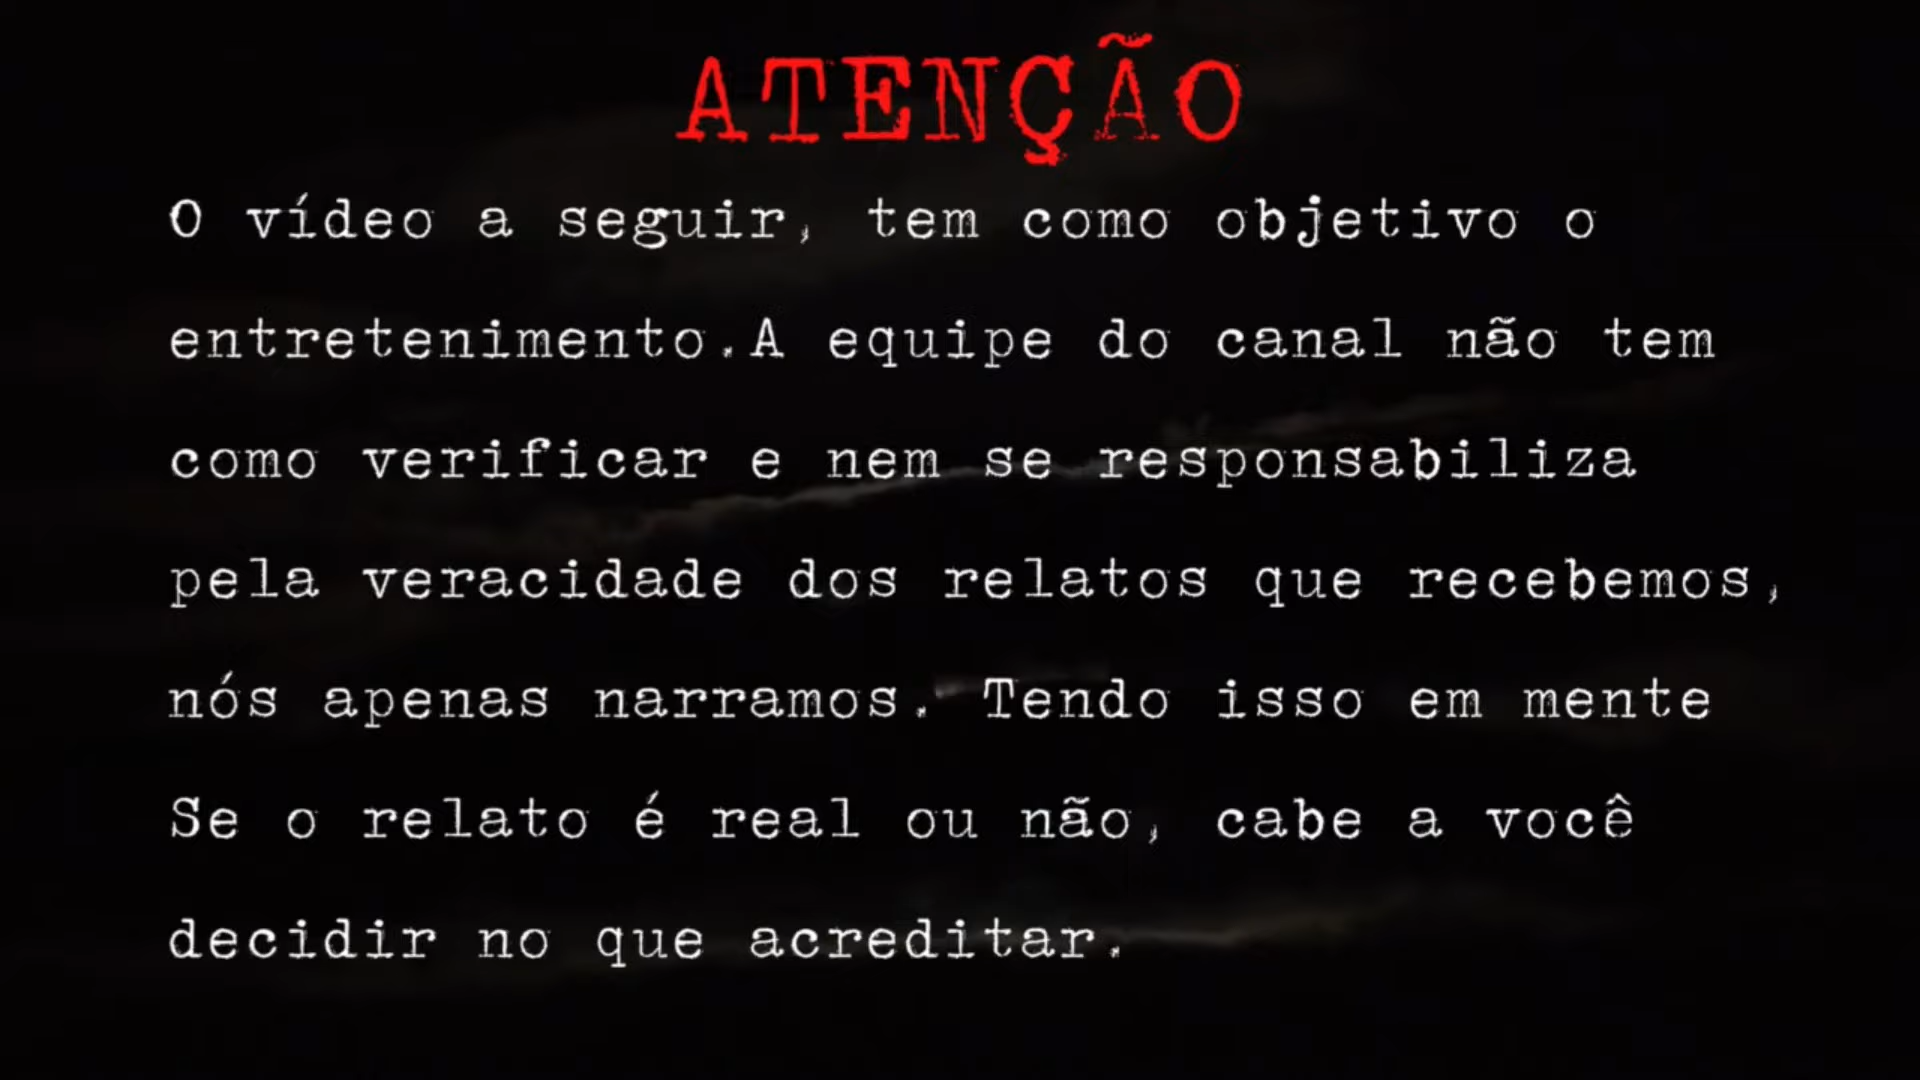 ATENÇÃO
O vídeo a seguir, tem como objetivo o
entretenimento.A equipe do canal não tem
como verificar e nem se responsabiliza
pela veracidade dos relatos que recebemos,
nós apenas narramos. Tendo isso em mente
Se o relato é real ou não, cabe a você
decidir no que acreditar.